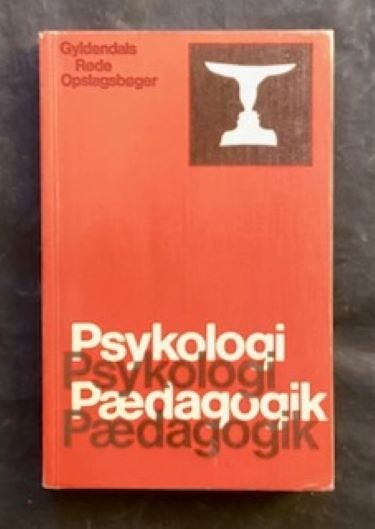 Gyldendals
Røde
Opslagsbøger
Psykologi
Psykologi
Pædagogik
Pædagogik